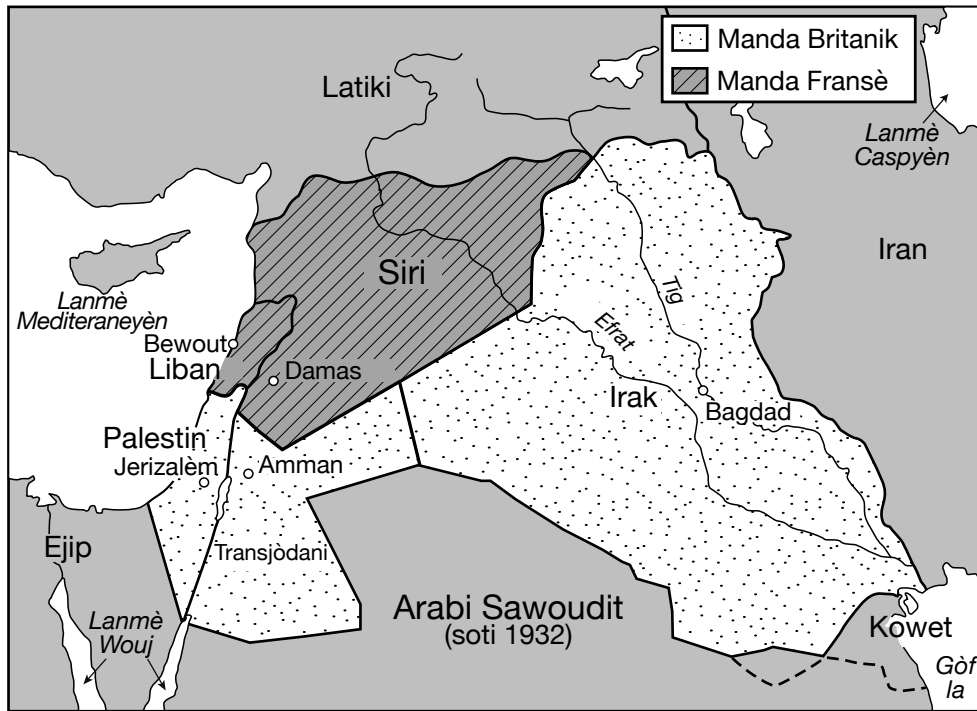 Manda Britanik
Manda Fransè
Latiki
Lanmè
Caspyèn
Iran
Siri
Tig
Lanmè
Mediteraneyèn
Efrat
Bewout
Liban
Damas
Irak
Bagdad
Palestin
Jerizalèm
Amman
Ejip
Transjòdani
Lanmè
Wouj
Arabi Sawoudit
(soti 1932)
Kowet
Gòf
la